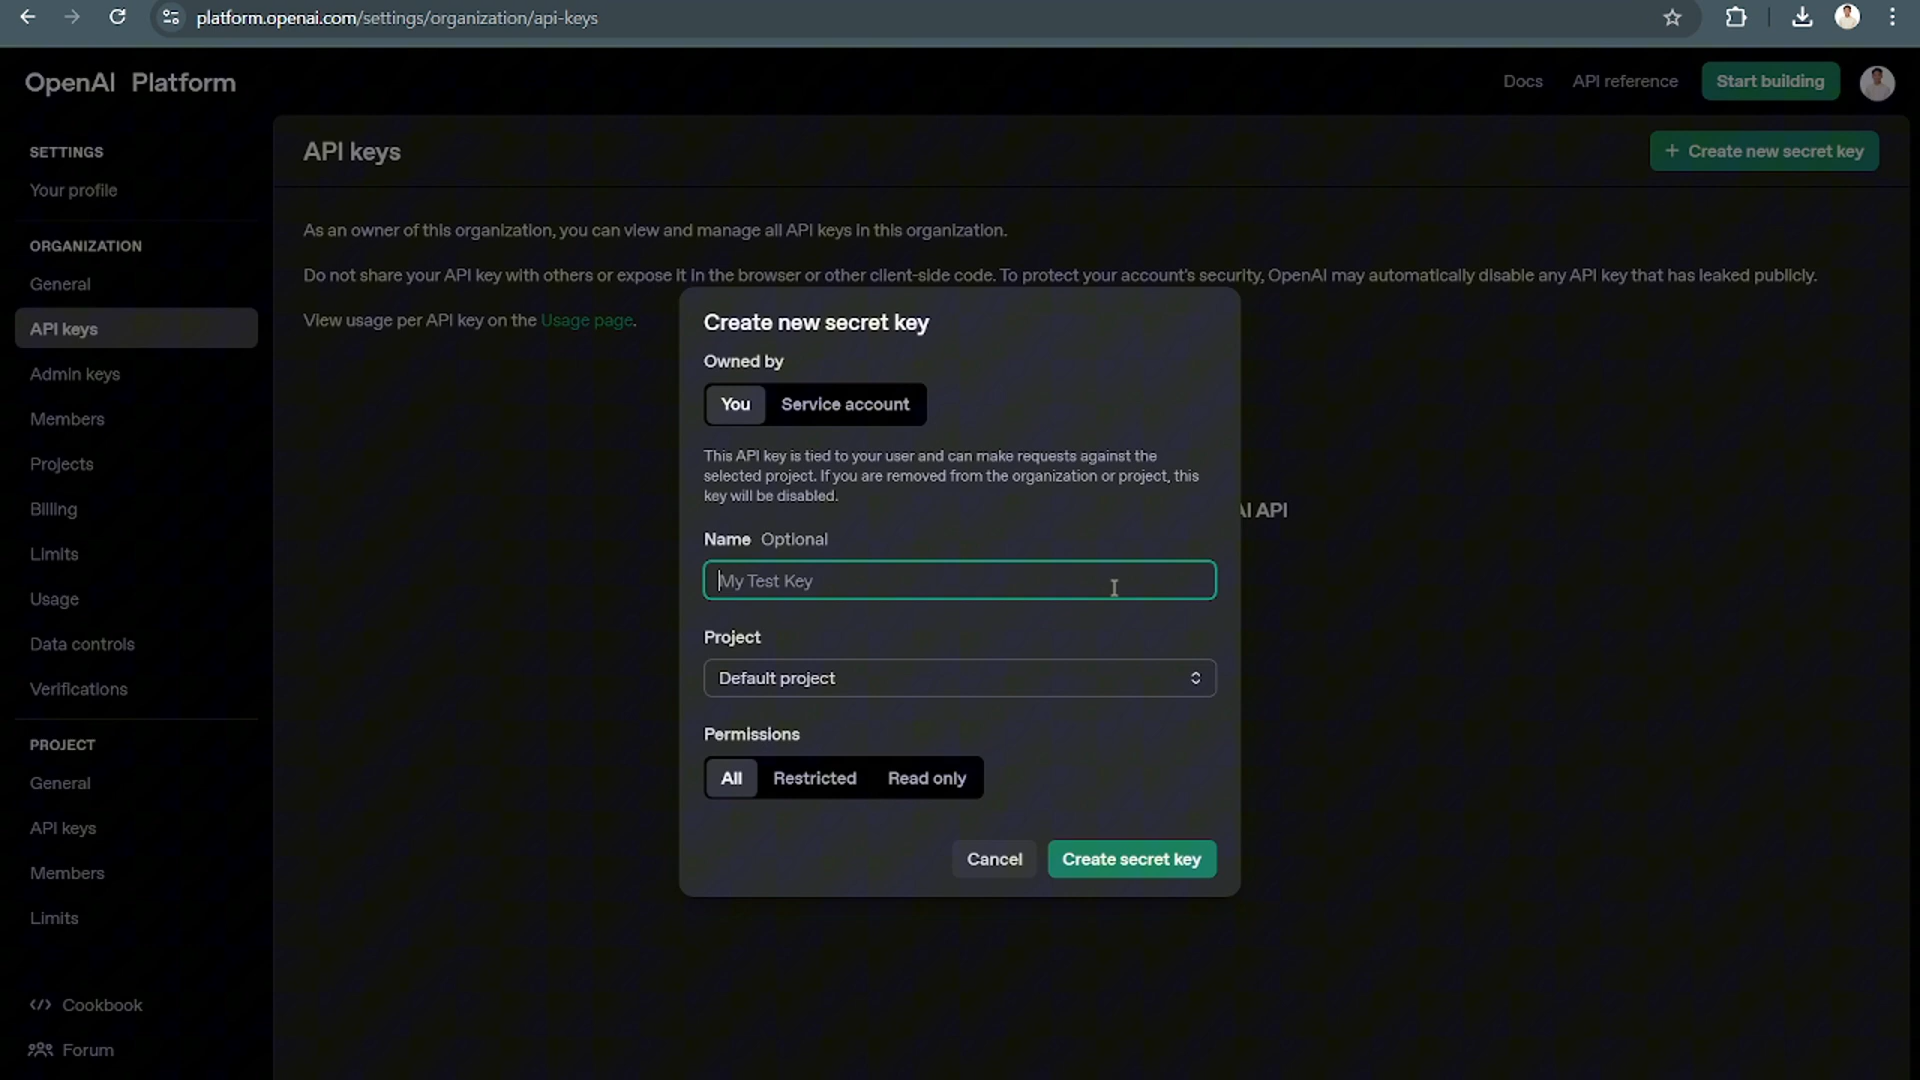 platform.openai.com/settings/organization/api-keys
OpenAI Platform
Docs
API reference
Start building
SETTINGS
Your profile
ORGANIZATION
General
API keys
Admin keys
Members
Projects
Billing
Limits
Usage
Data controls
Verifications
PROJECT
General
API keys
Members
Limits
Cookbook
Forum
API keys
+ Create new secret key
As an owner of this organization, you can view and manage all API keys in this organization.
Do not share your API key with others or expose it in the browser or other client-side code. To protect your account's security, OpenAI may automatically disable any API key that has leaked publicly.
View usage per API key on the Usage page.
AI API
Create new secret key
Owned by
You
Service account
This API key is tied to your user and can make requests against the
selected project. If you are removed from the organization or project, this
key will be disabled.
Name Optional
My Test Key
Project
Default project
Permissions
All
Restricted
Read only
Cancel
Create secret key